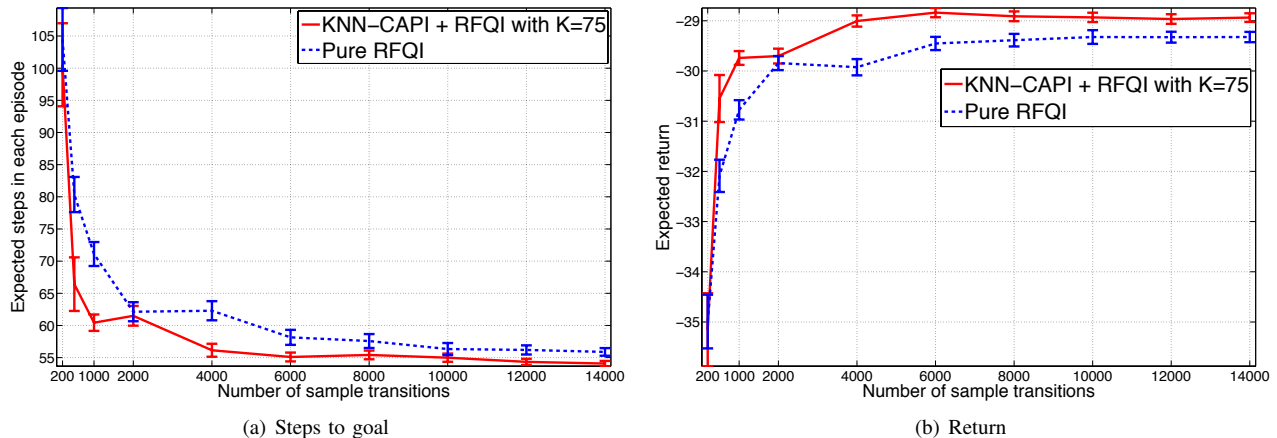 KNN−CAPI + RFQI with K=75
Pure RFQI
Expected steps in each episode
105
100
95
90
85
80
75
70
65
60
55
200 1000 2000 4000 6000 8000 10000 12000 14000
Number of sample transitions
(a) Steps to goal
KNN−CAPI + RFQI with K=75
Pure RFQI
Expected return
−29
−30
−31
−32
−33
−34
−35
200 1000 2000 4000 6000 8000 10000 12000 14000
Number of sample transitions
(b) Return